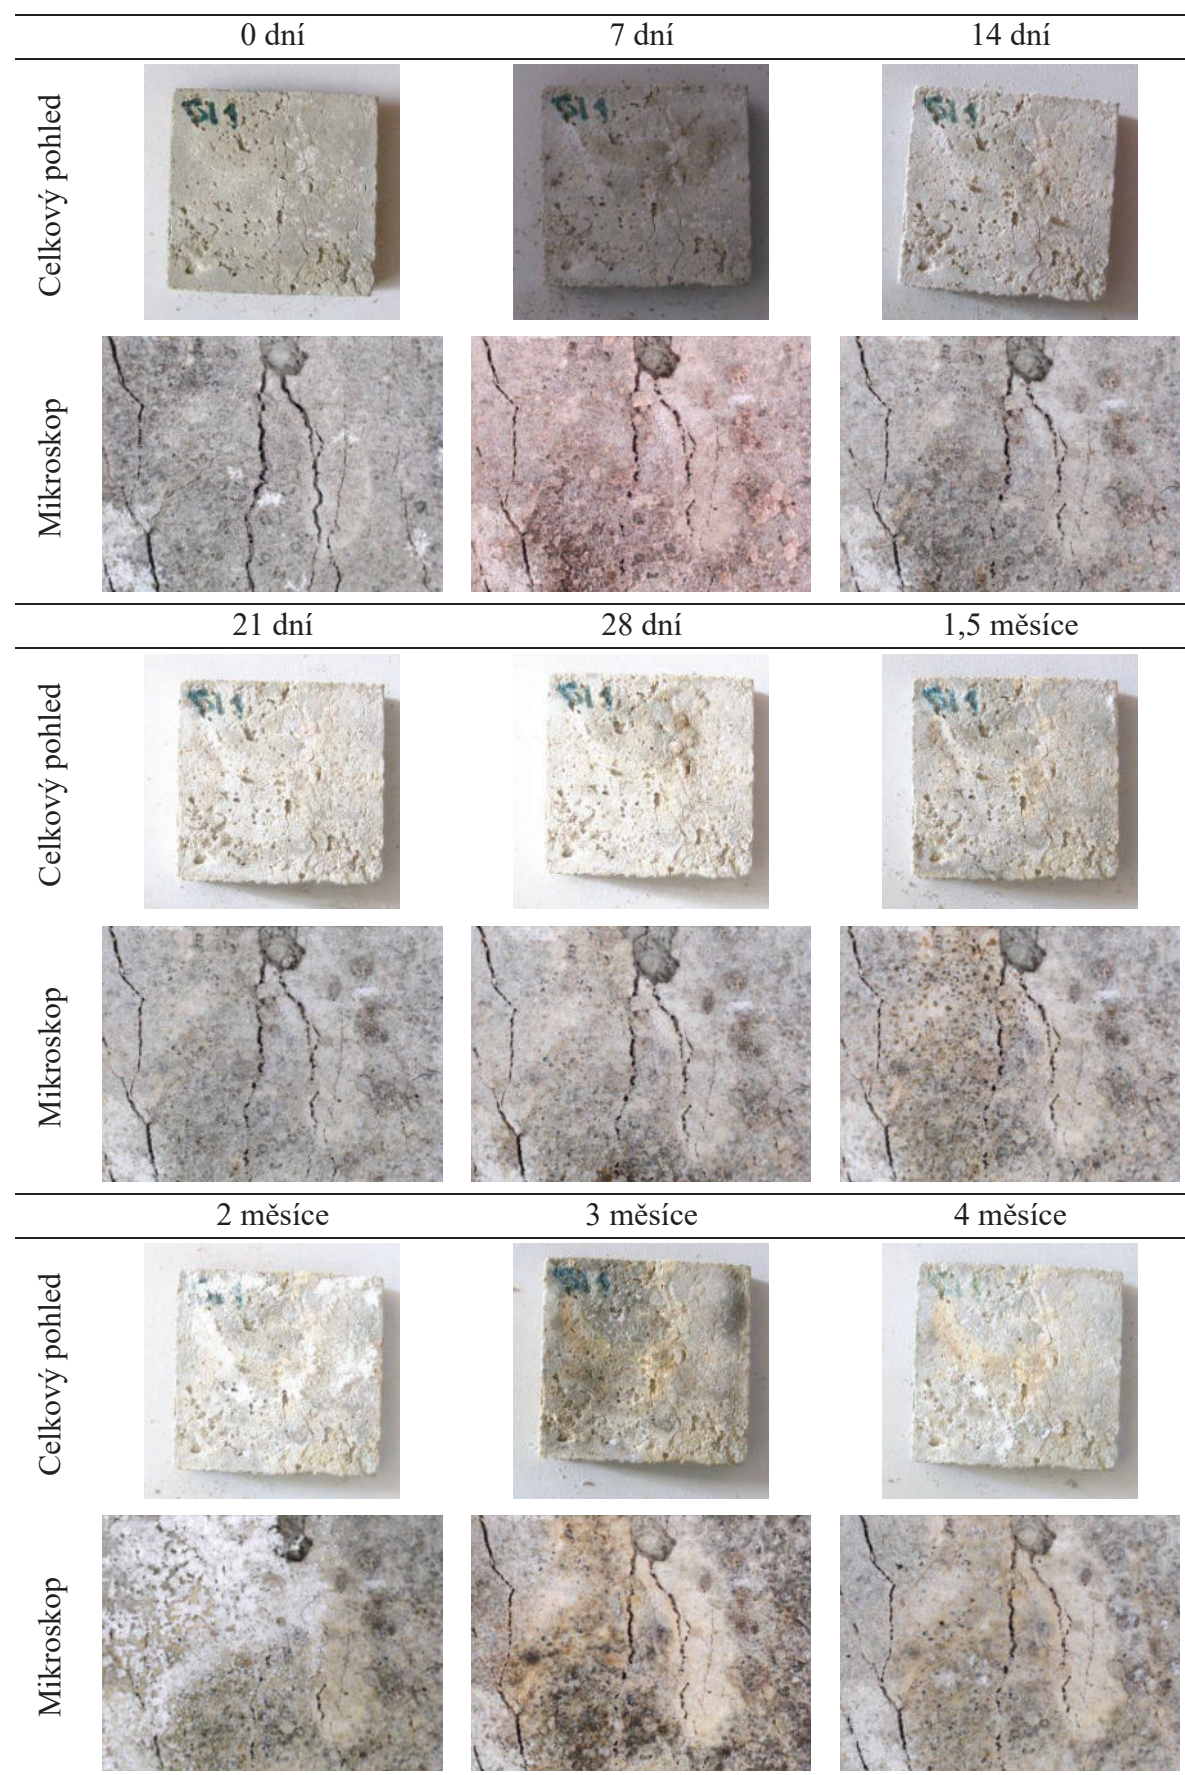 0 dní 7 dní 14 dní
Celkový pohled
Mikroskop
21 dní 28 dní 1,5 měsíce
Celkový pohled
Mikroskop
2 měsíce 3 měsíce 4 měsíce
Celkový pohled
Mikroskop